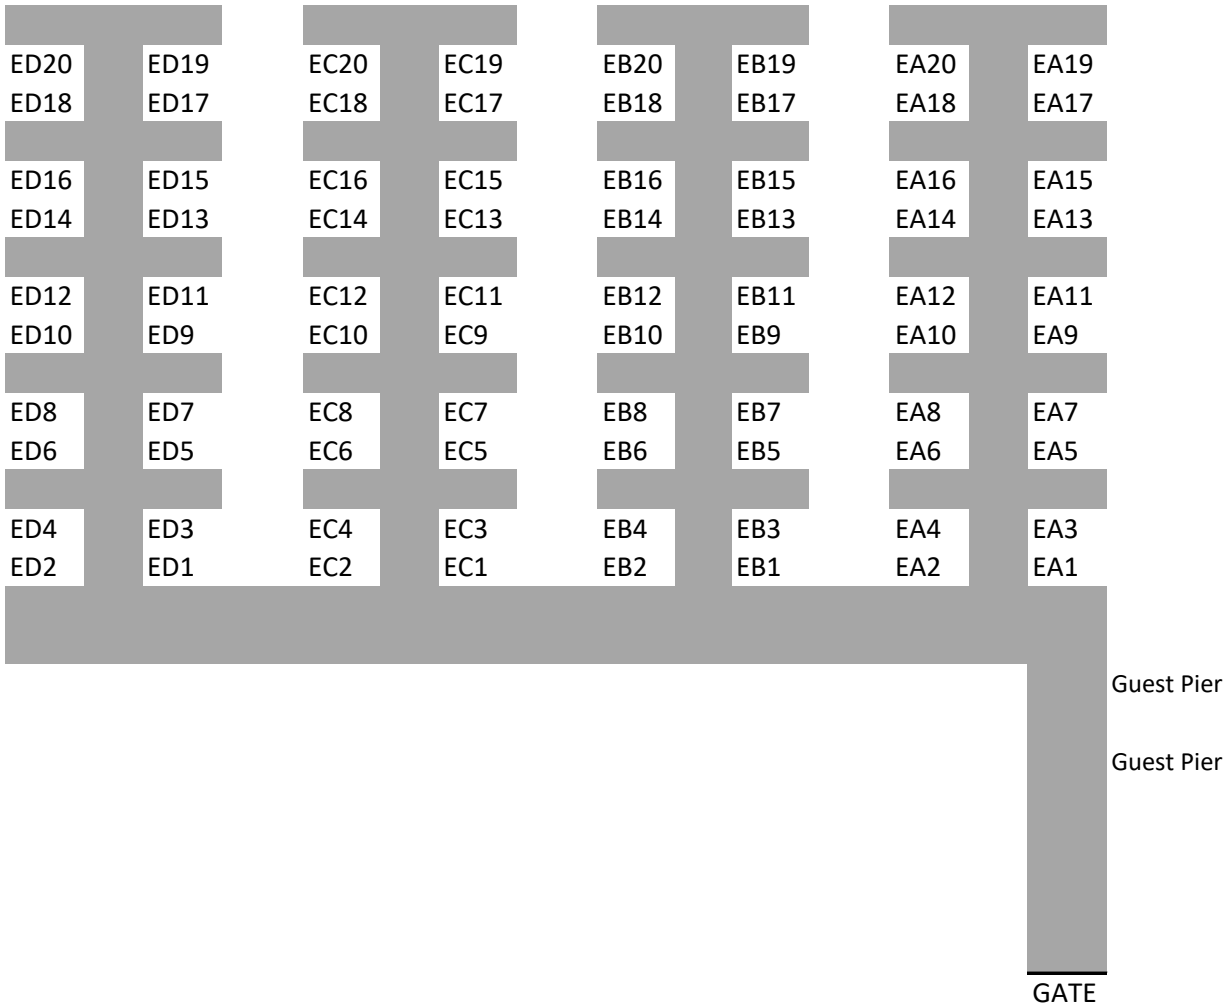 ED20 ED19 EC20 EC19 EB20 EB19 EA20 EA19
ED18 ED17 EC18 EC17 EB18 EB17 EA18 EA17
ED16 ED15 EC16 EC15 EB16 EB15 EA16 EA15
ED14 ED13 EC14 EC13 EB14 EB13 EA14 EA13
ED12 ED11 EC12 EC11 EB12 EB11 EA12 EA11
ED10 ED9 EC10 EC9 EB10 EB9 EA10 EA9
ED8 ED7 EC8 EC7 EB8 EB7 EA8 EA7
ED6 ED5 EC6 EC5 EB6 EB5 EA6 EA5
ED4 ED3 EC4 EC3 EB4 EB3 EA4 EA3
ED2 ED1 EC2 EC1 EB2 EB1 EA2 EA1
Guest Pier
Guest Pier
GATE